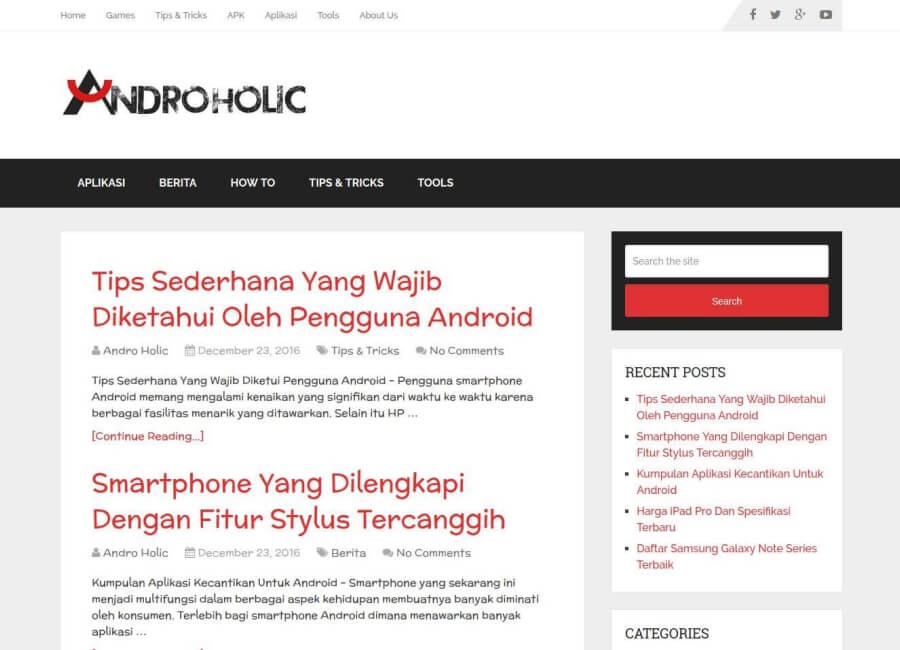 Home Games Tips & Tricks APK Aplikasi Tools About Us
ANDROHOLIC
APLIKASI BERITA HOW TO TIPS & TRICKS TOOLS
Tips Sederhana Yang Wajib
Diketahui Oleh Pengguna Android
Andro Holic December 23, 2016 Tips & Tricks No Comments
Tips Sederhana Yang Wajib Diketui Pengguna Android – Pengguna smartphone
Android memang mengalami kenaikan yang signifikan dari waktu ke waktu karena
berbagai fasilitas menarik yang ditawarkan. Selain itu HP …
[Continue Reading...]
Smartphone Yang Dilengkapi
Dengan Fitur Stylus Tercanggih
Andro Holic December 23, 2016 Berita No Comments
Kumpulan Aplikasi Kecantikan Untuk Android – Smartphone yang sekarang ini
menjadi multifungsi dalam berbagai aspek kehidupan membuatnya banyak diminati
oleh konsumen. Terlebih bagi smartphone Android dimana menawarkan banyak
aplikasi …
Search the site
Search
RECENT POSTS
Tips Sederhana Yang Wajib Diketahui
Oleh Pengguna Android
Smartphone Yang Dilengkapi Dengan
Fitur Stylus Tercanggih
Kumpulan Aplikasi Kecantikan Untuk
Android
Harga iPad Pro Dan Spesifikasi
Terbaru
Daftar Samsung Galaxy Note Series
Terbaik
CATEGORIES